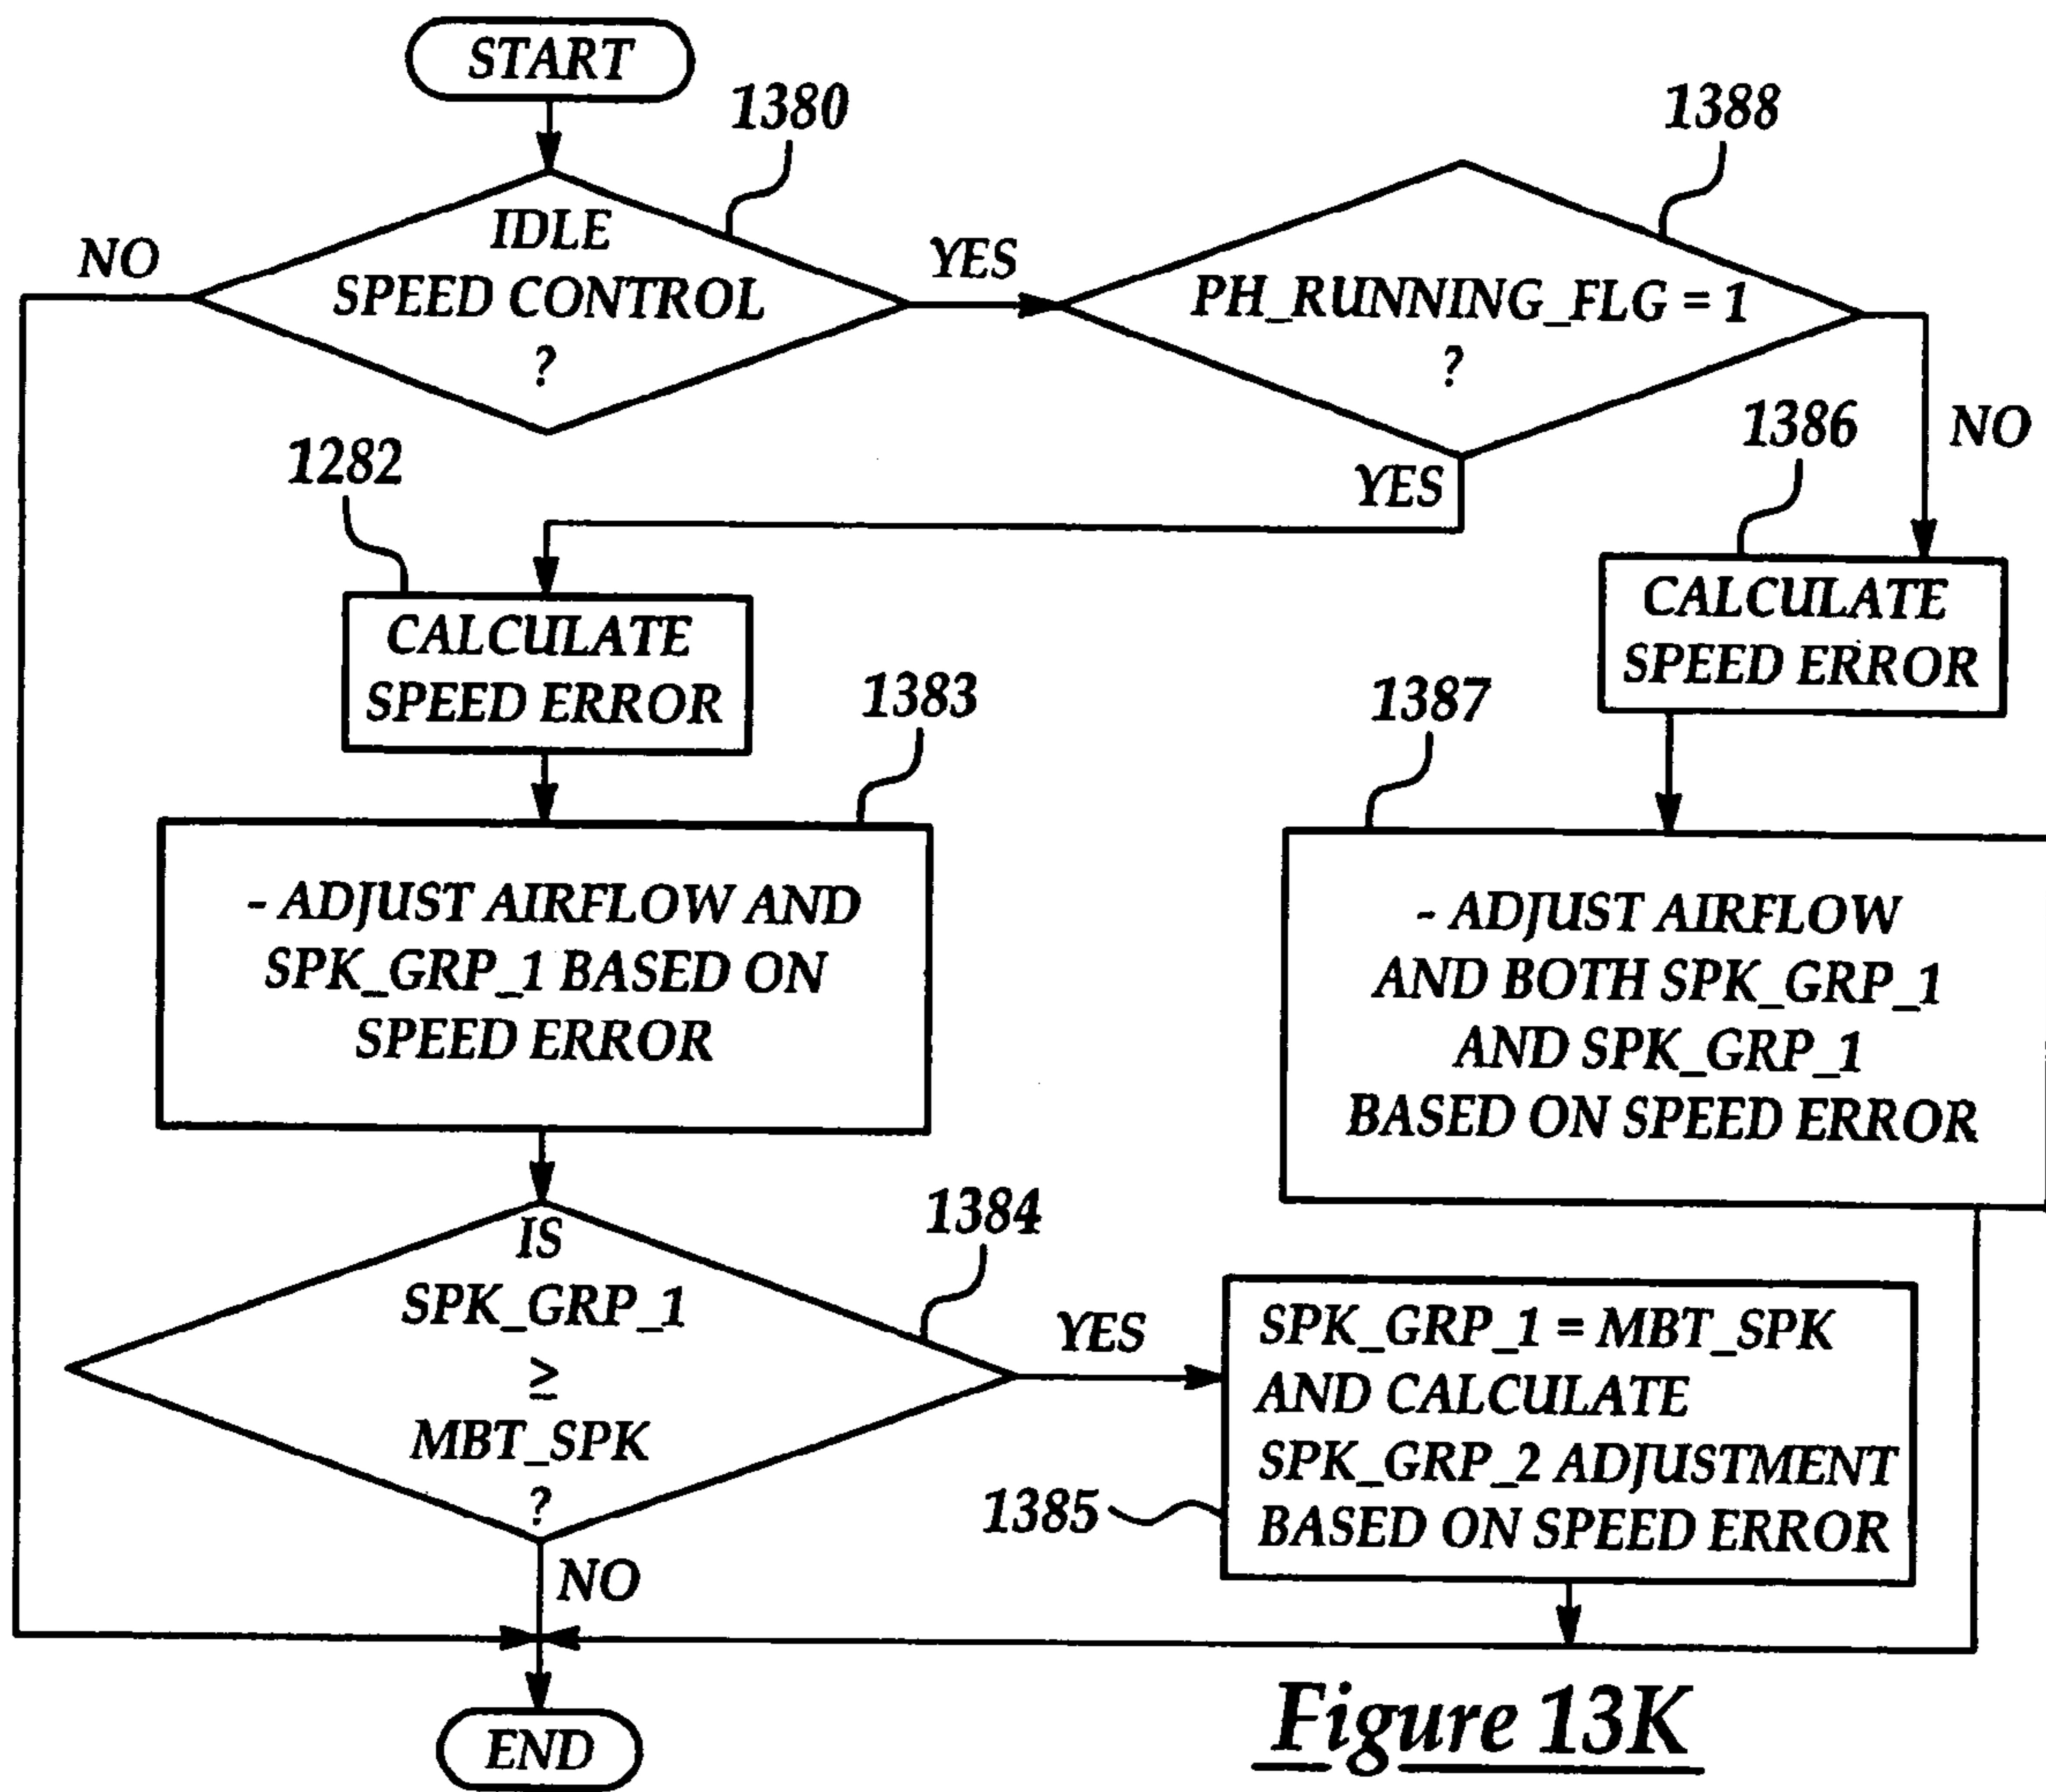 START
1380
1388
IDLE
SPEED CONTROL
?
NO
YES
PH_RUNNING_FLG = 1
?
1386
NO
YES
1282
CALCULATE
SPEED ERROR
CALCULATE
SPEED ERROR
1383
1387
- ADJUST AIRFLOW AND
SPK_GRP_1 BASED ON
SPEED ERROR
- ADJUST AIRFLOW
AND BOTH SPK_GRP_1
AND SPK_GRP_1
BASED ON SPEED ERROR
1384
IS
SPK_GRP_1
≥
MBT_SPK
?
YES
SPK_GRP_1 = MBT_SPK
AND CALCULATE
SPK_GRP_2 ADJUSTMENT
BASED ON SPEED ERROR
1385
NO
END
Figure 13K